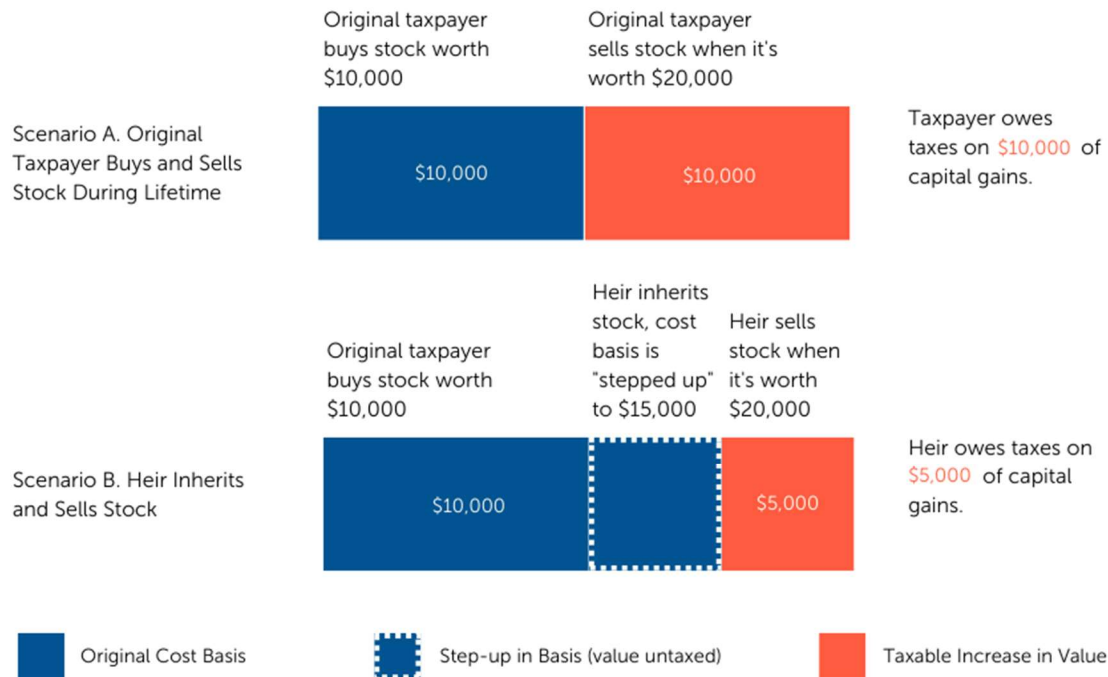 Original taxpayer
buys stock worth
$10,000
Original taxpayer
sells stock when it's
worth $20,000
Scenario A. Original
Taxpayer Buys and Sells
Stock During Lifetime
$10,000
$10,000
Taxpayer owes
taxes on $10,000 of
capital gains.
Original taxpayer
buys stock worth
$10,000
Heir inherits
stock, cost
basis is
"stepped up"
to $15,000
Heir sells
stock when
it's worth
$20,000
Scenario B. Heir Inherits
and Sells Stock
$10,000
$5,000
Heir owes taxes on
$5,000 of capital
gains.
Original Cost Basis
Step-up in Basis (value untaxed)
Taxable Increase in Value